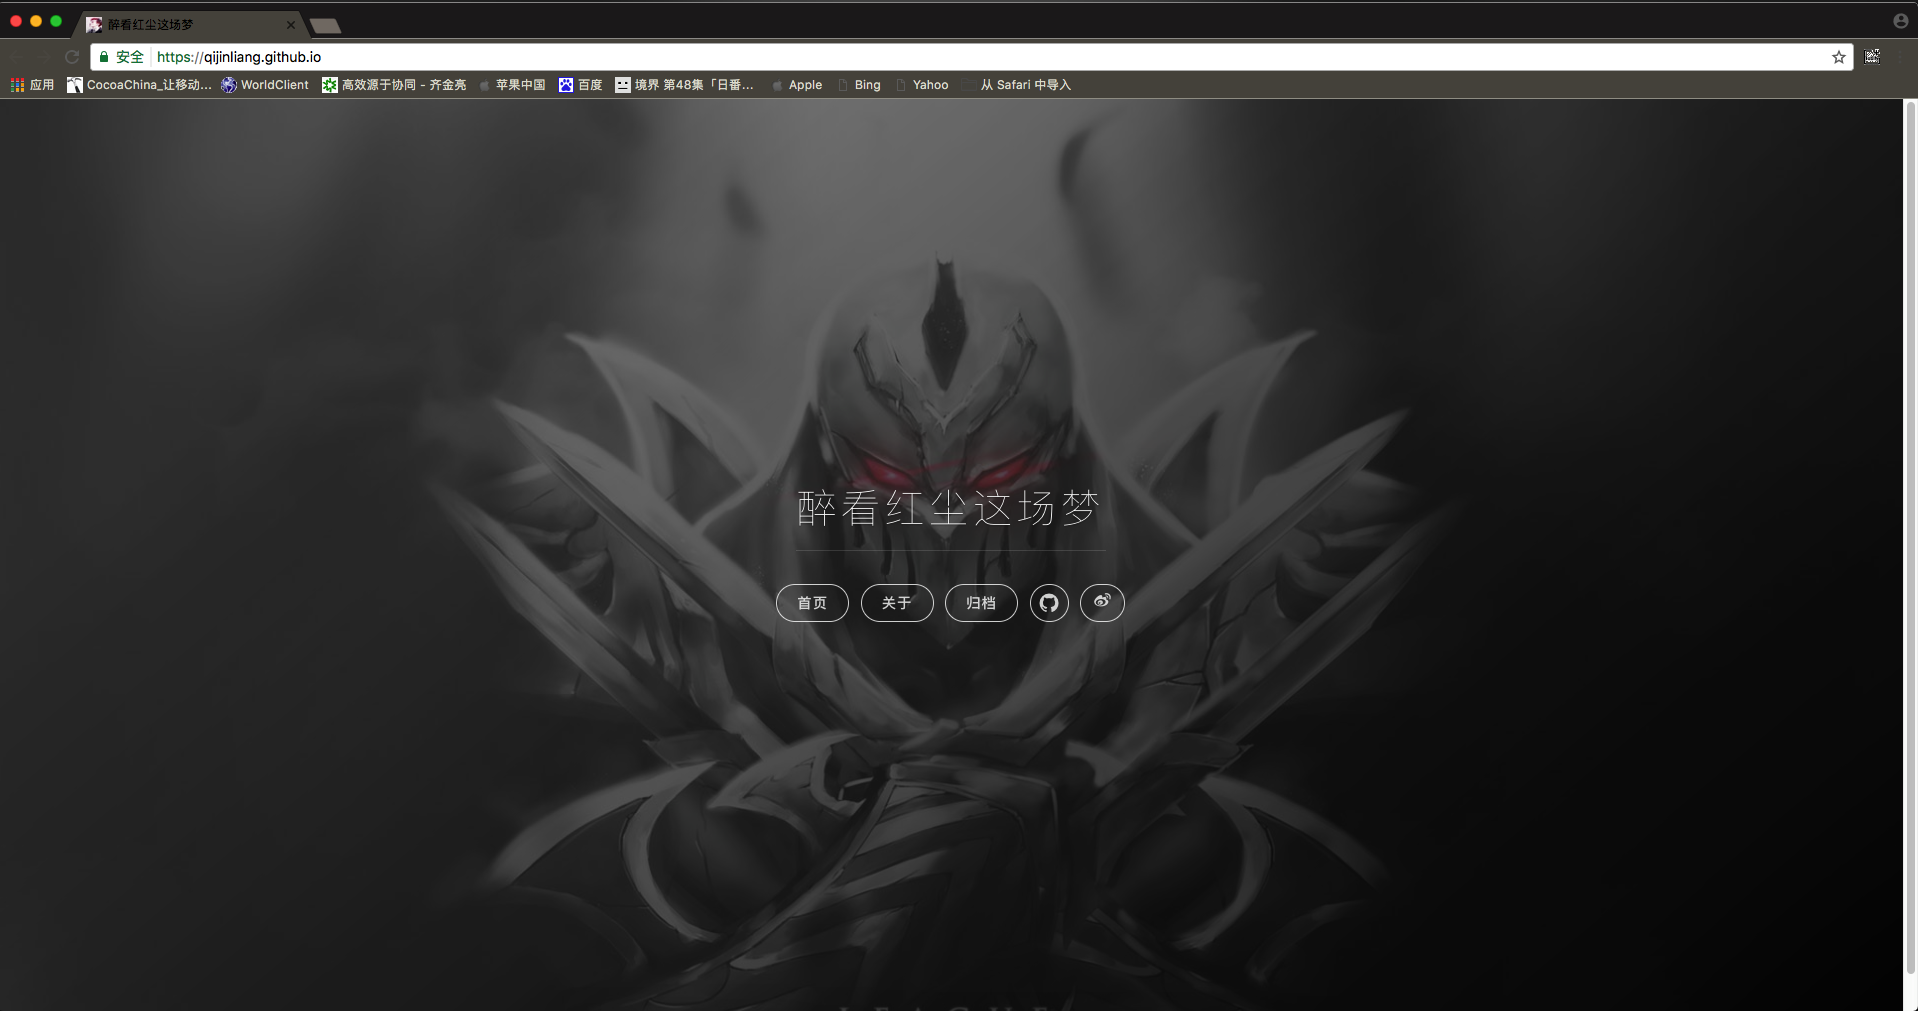 醉看红尘这场梦
安全 https://qijinliang.github.io
应用 CocoaChina_让移动... WorldClient 高效源于协同 - 齐金亮 苹果中国 百度 境界 第48集「日番... Apple Bing Yahoo 从 Safari 中导入
醉看红尘这场梦
首页 关于 归档
LEAGUE